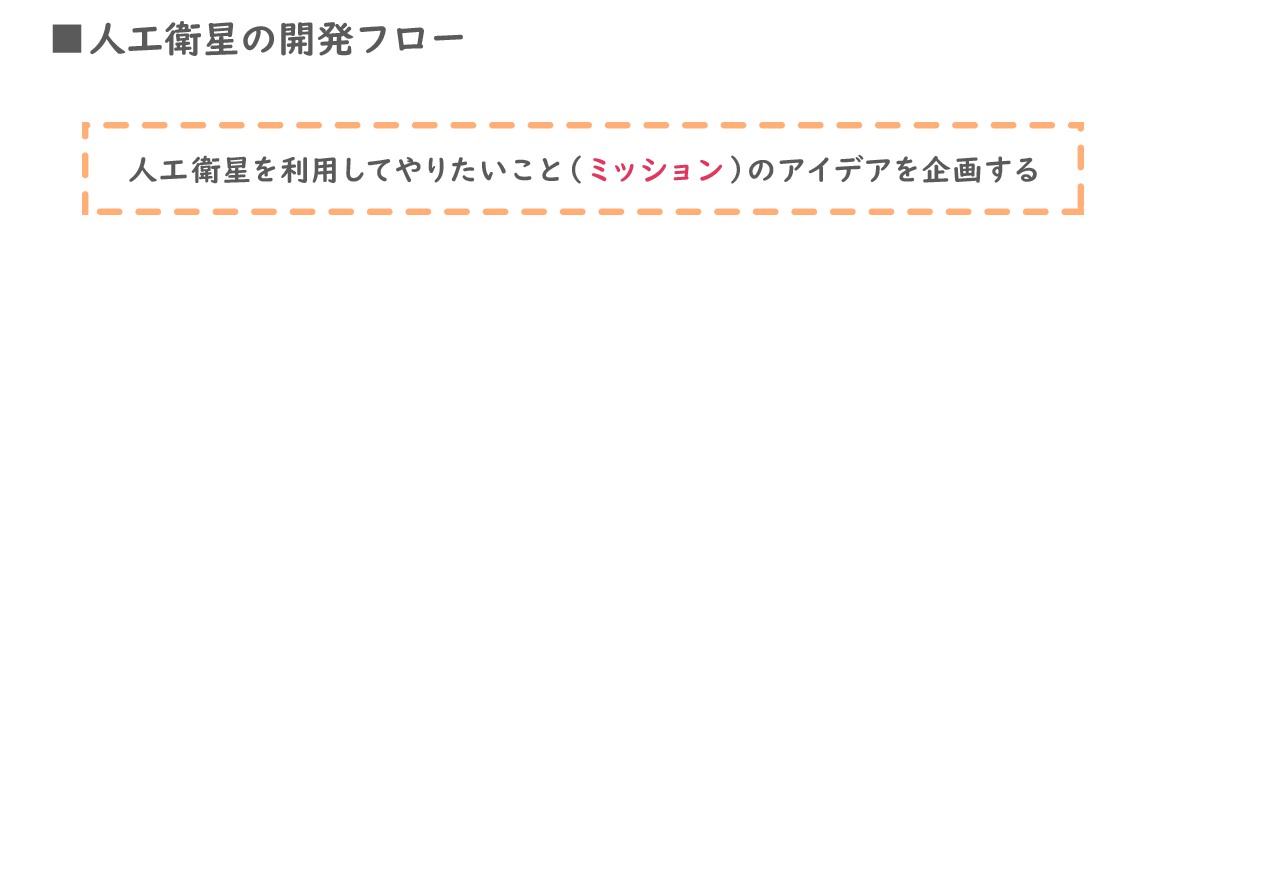 ■人工衛星の開発フロー
人工衛星を利用してやりたいこと(ミッション)のアイデアを企画する